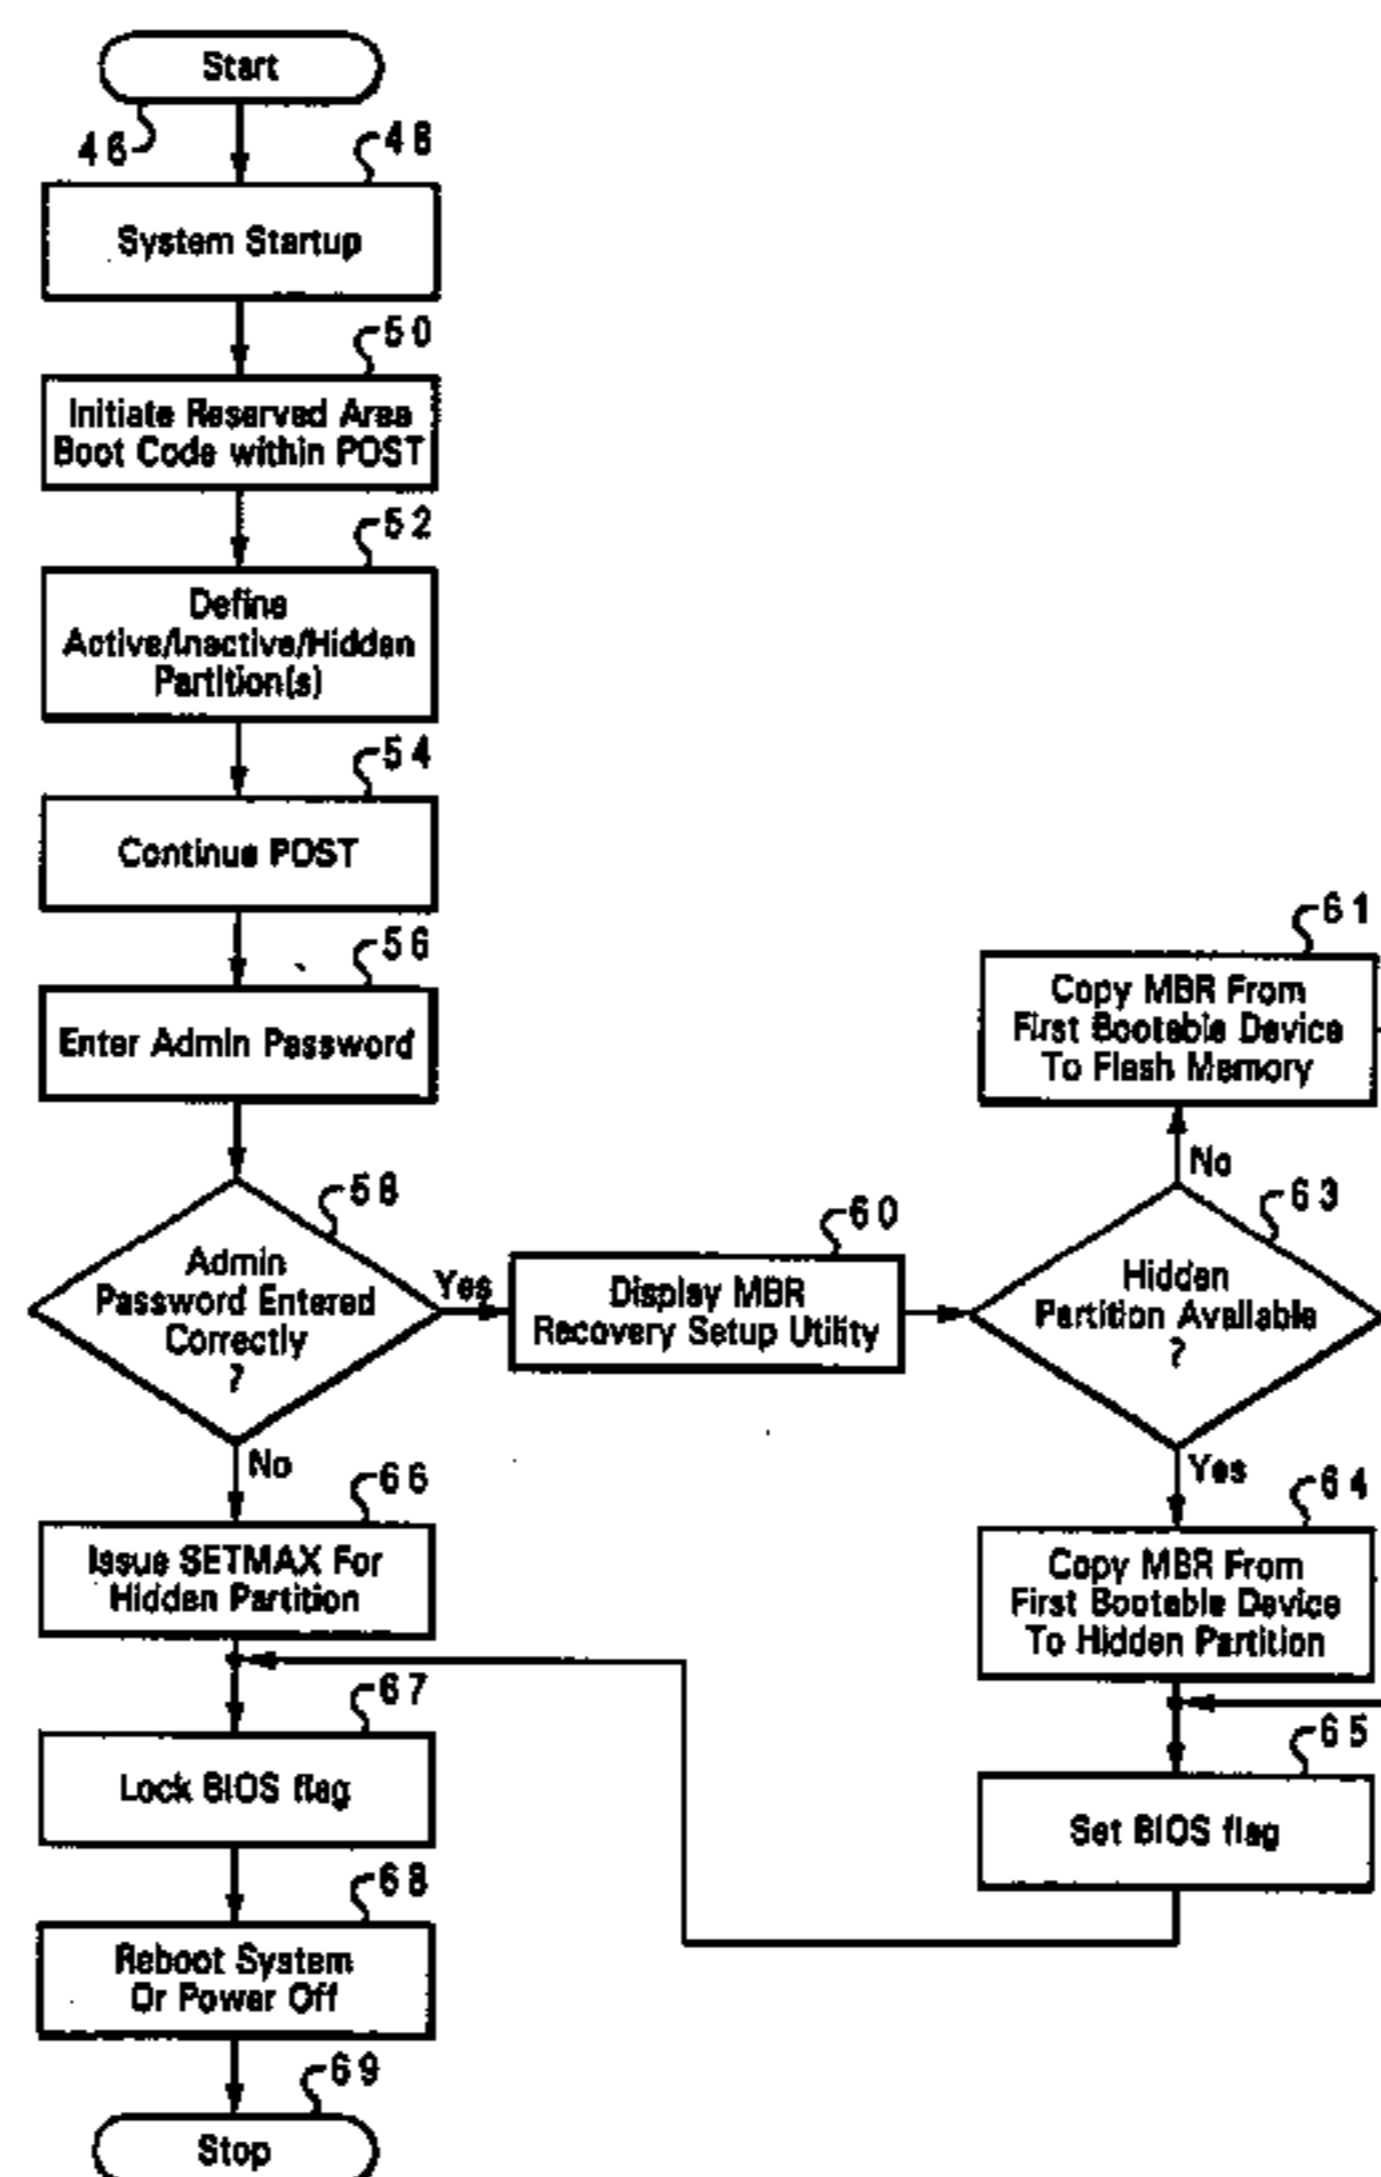 Start
46
48
System Startup
50
Initiate Reserved Area
Boot Code within POST
52
Define
Active/Inactive/Hidden
Partition(s)
54
Continue POST
56
Enter Admin Password
58
Admin
Password Entered
Correctly
?
Yes
No
60
Display MBR
Recovery Setup Utility
61
Copy MBR From
First Bootable Device
To Flash Memory
No
63
Hidden
Partition Available
?
Yes
64
Copy MBR From
First Bootable Device
To Hidden Partition
65
Set BIOS flag
66
Issue SETMAX For
Hidden Partition
67
Lock BIOS flag
68
Reboot System
Or Power Off
69
Stop